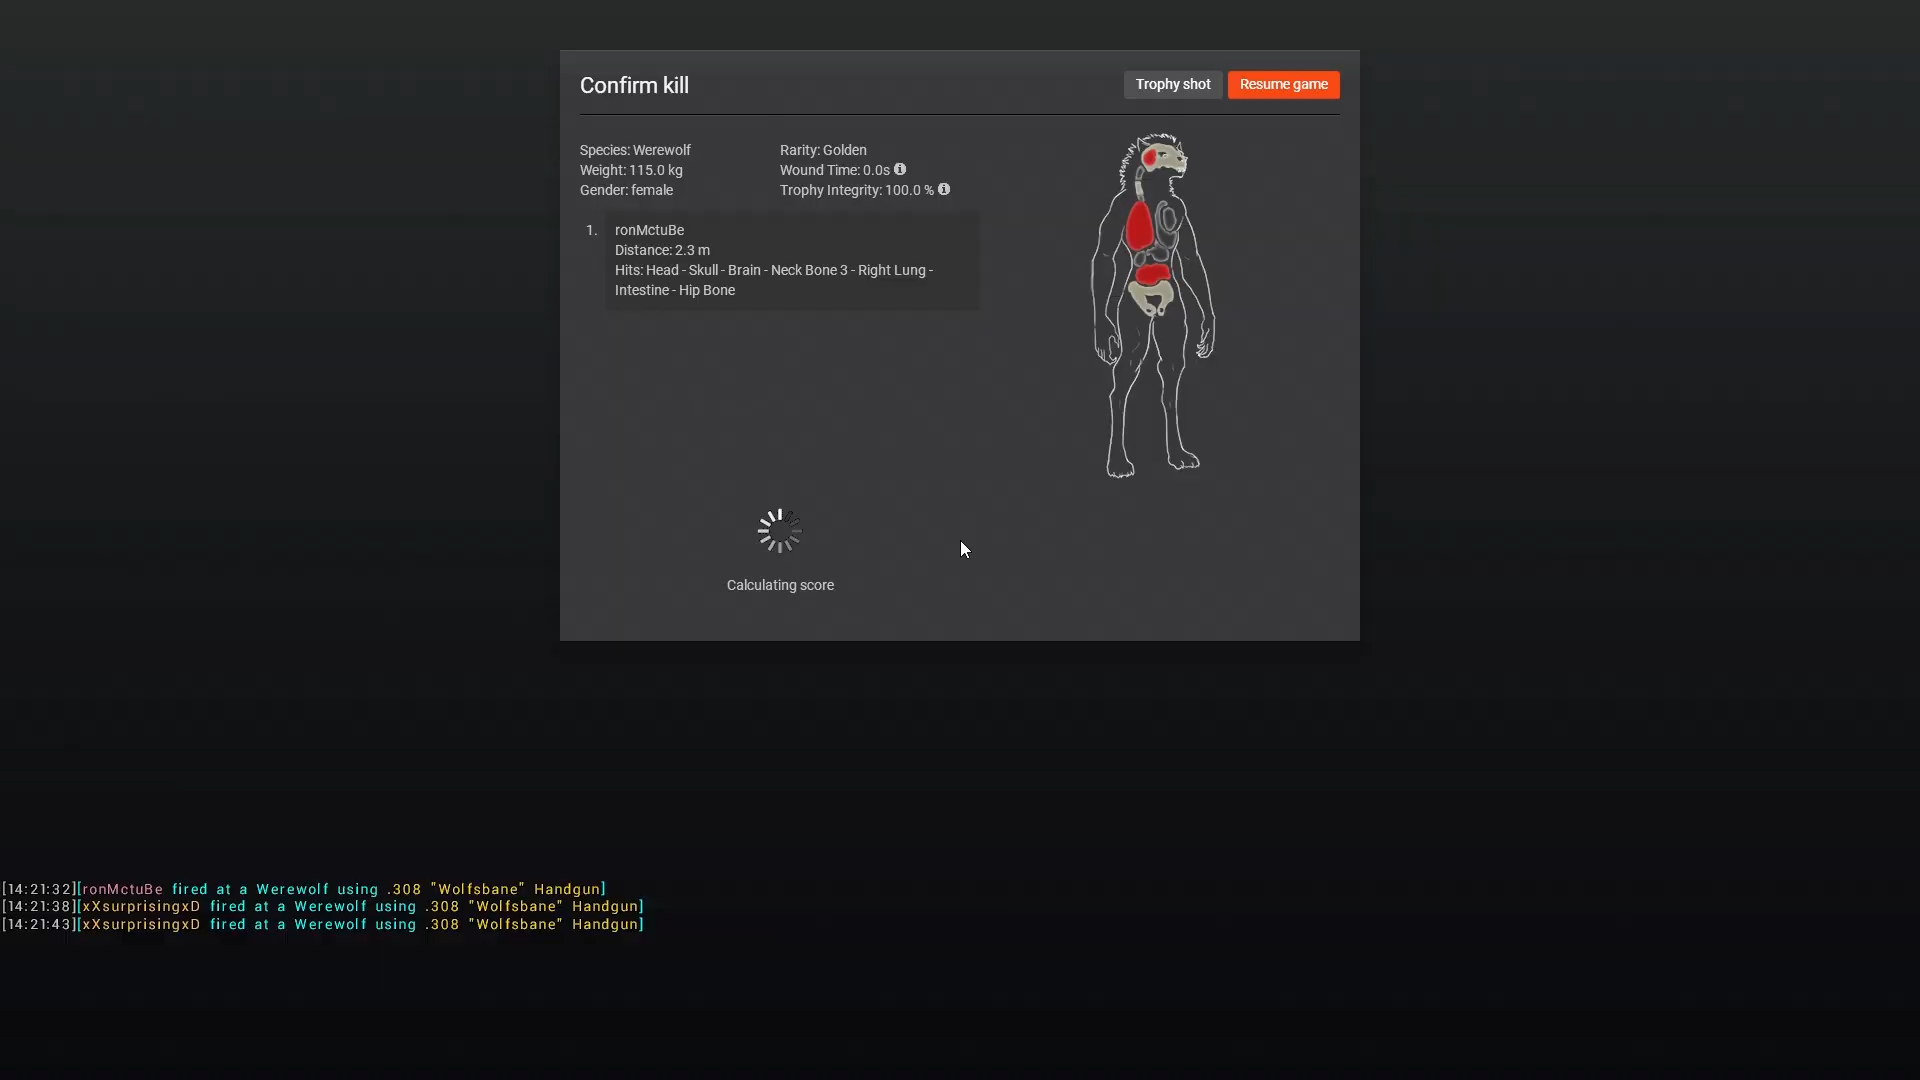 Confirm kill
Trophy shot
Resume game
Species: Werewolf
Weight: 115.0 kg
Gender: female
Rarity: Golden
Wound Time: 0.0s
Trophy Integrity: 100.0 %
1.
ronMctuBe
Distance: 2.3 m
Hits: Head - Skull - Brain - Neck Bone 3 - Right Lung -
Intestine - Hip Bone
Calculating score
[14:21:32][ronMctuBe fired at a Werewolf using .308 "Wolfsbane" Handgun]
[14:21:38][xXsurprisingxD fired at a Werewolf using .308 "Wolfsbane" Handgun]
[14:21:43][xXsurprisingxD fired at a Werewolf using .308 "Wolfsbane" Handgun]